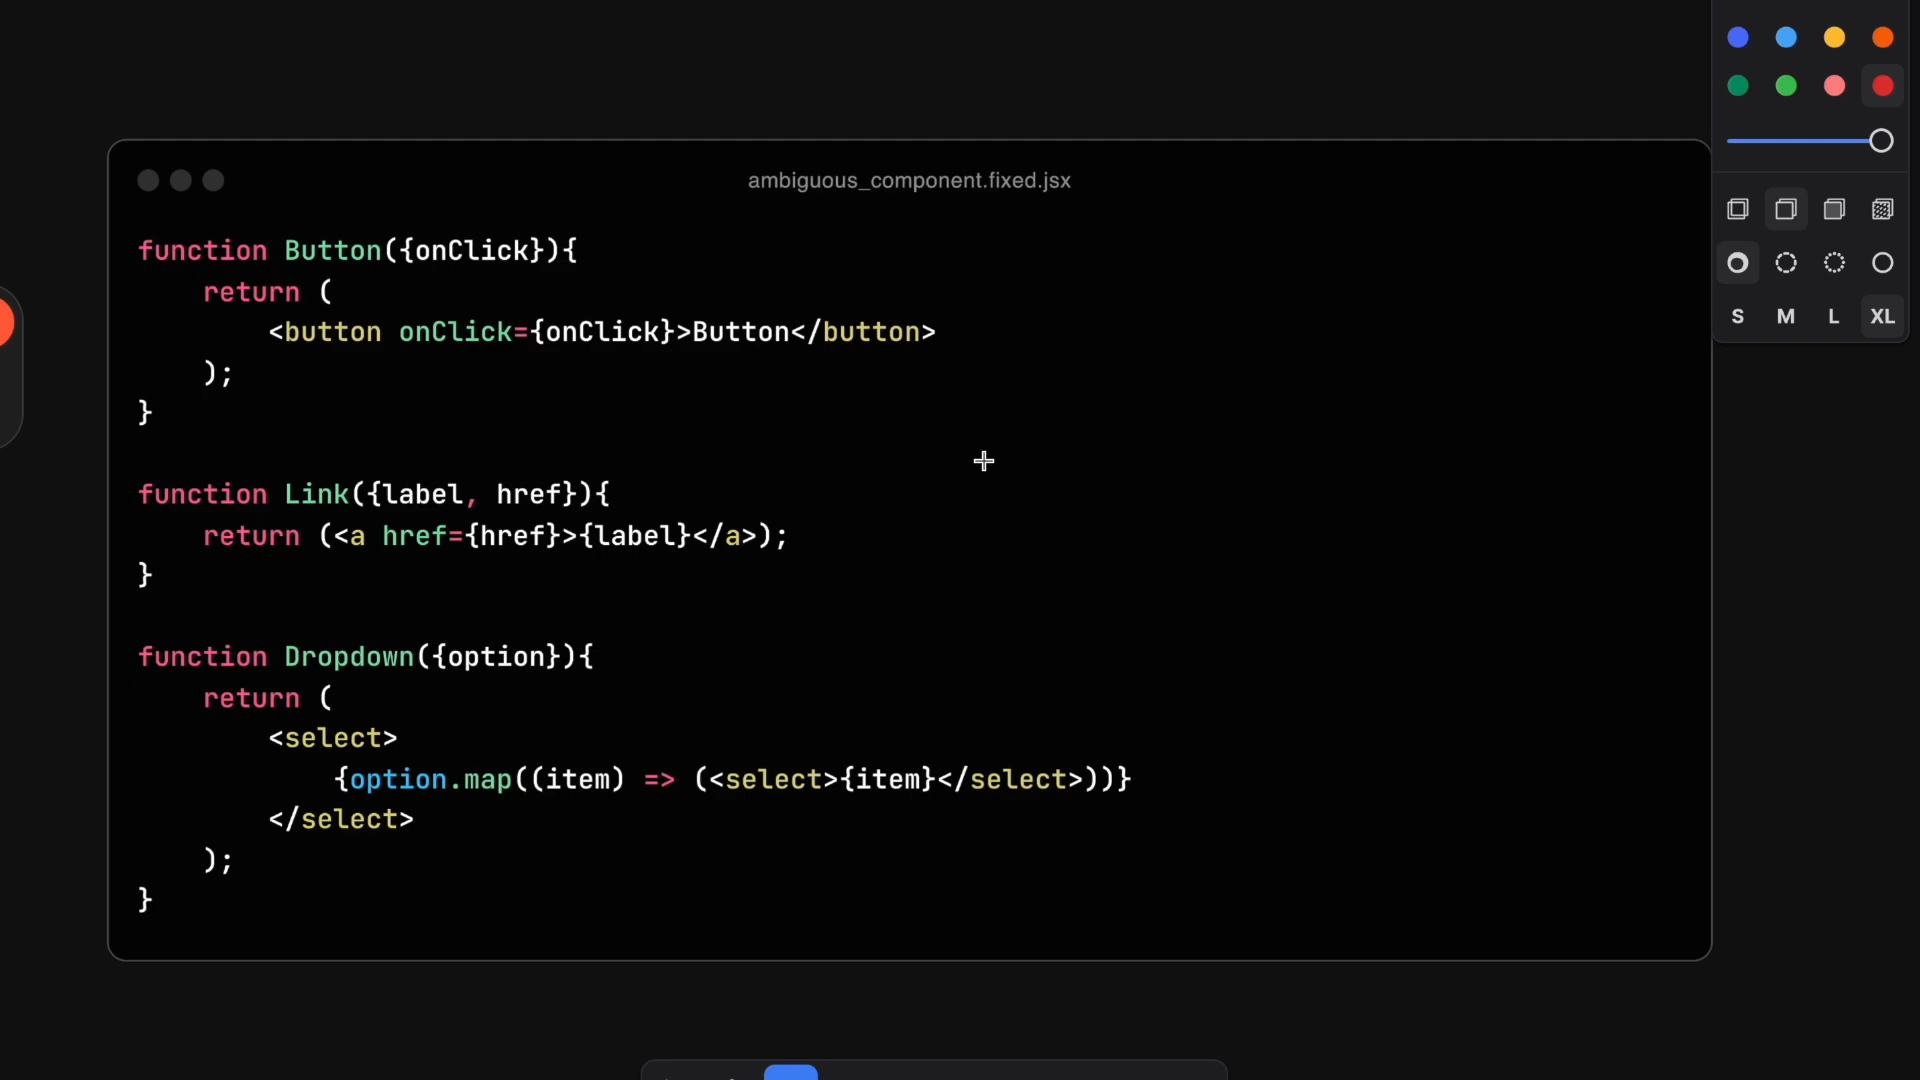 ambiguous_component.fixed.jsx
function Button({onClick}){
return (
<button onClick={onClick}>Button</button>
);
}
function Link({label, href}){
return (<a href={href}>{label}</a>);
}
function Dropdown({option}){
return (
<select>
{option.map((item) => (<select>{item}</select>))}
</select>
);
}
S M L XL